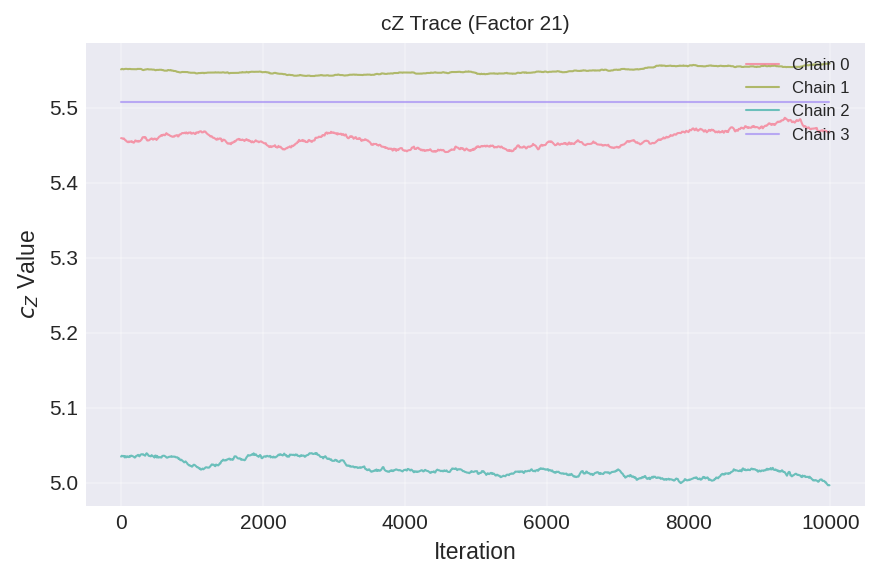 cZ Trace (Factor 21)
Chain 0
Chain 1
Chain 2
Chain 3
5.5
5.4
5.3
5.2
5.1
5.0
c_Z Value
0 2000 4000 6000 8000 10000
Iteration